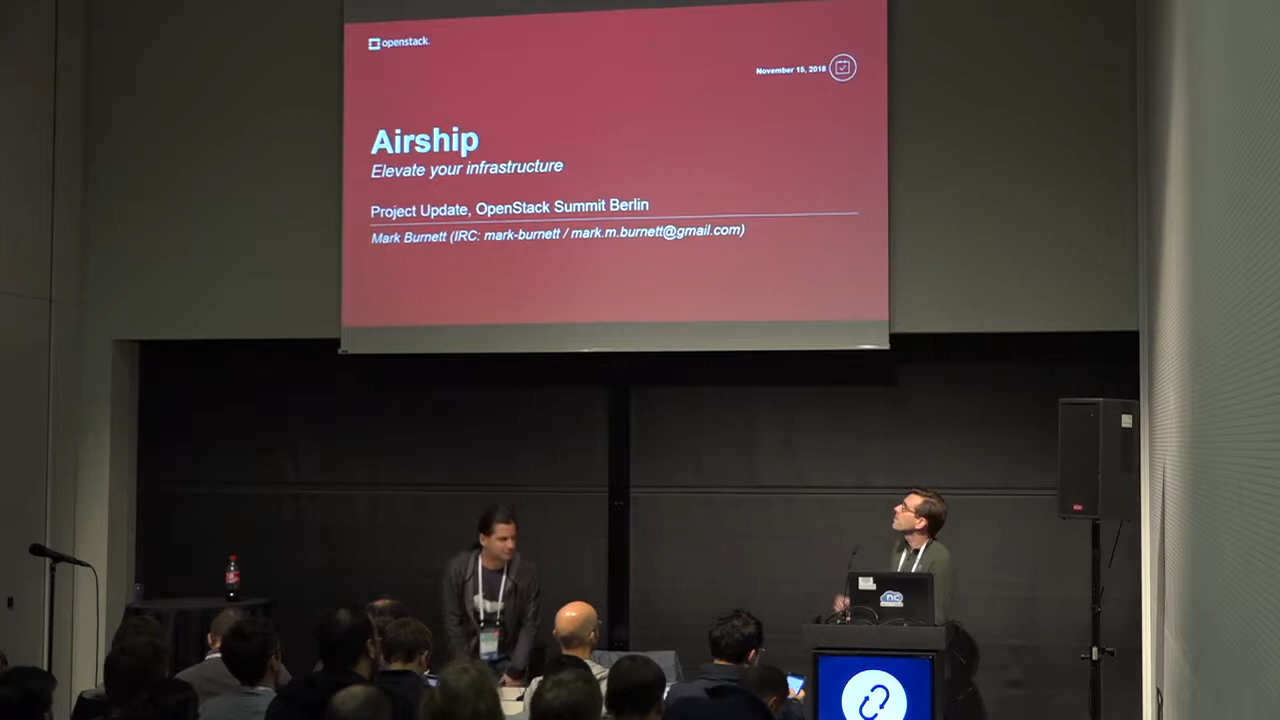 openstack.
November 15, 2018
Airship
Elevate your infrastructure
Project Update, OpenStack Summit Berlin
Mark Burnett (IRC: mark-burnett / mark.m.burnett@gmail.com)
nc